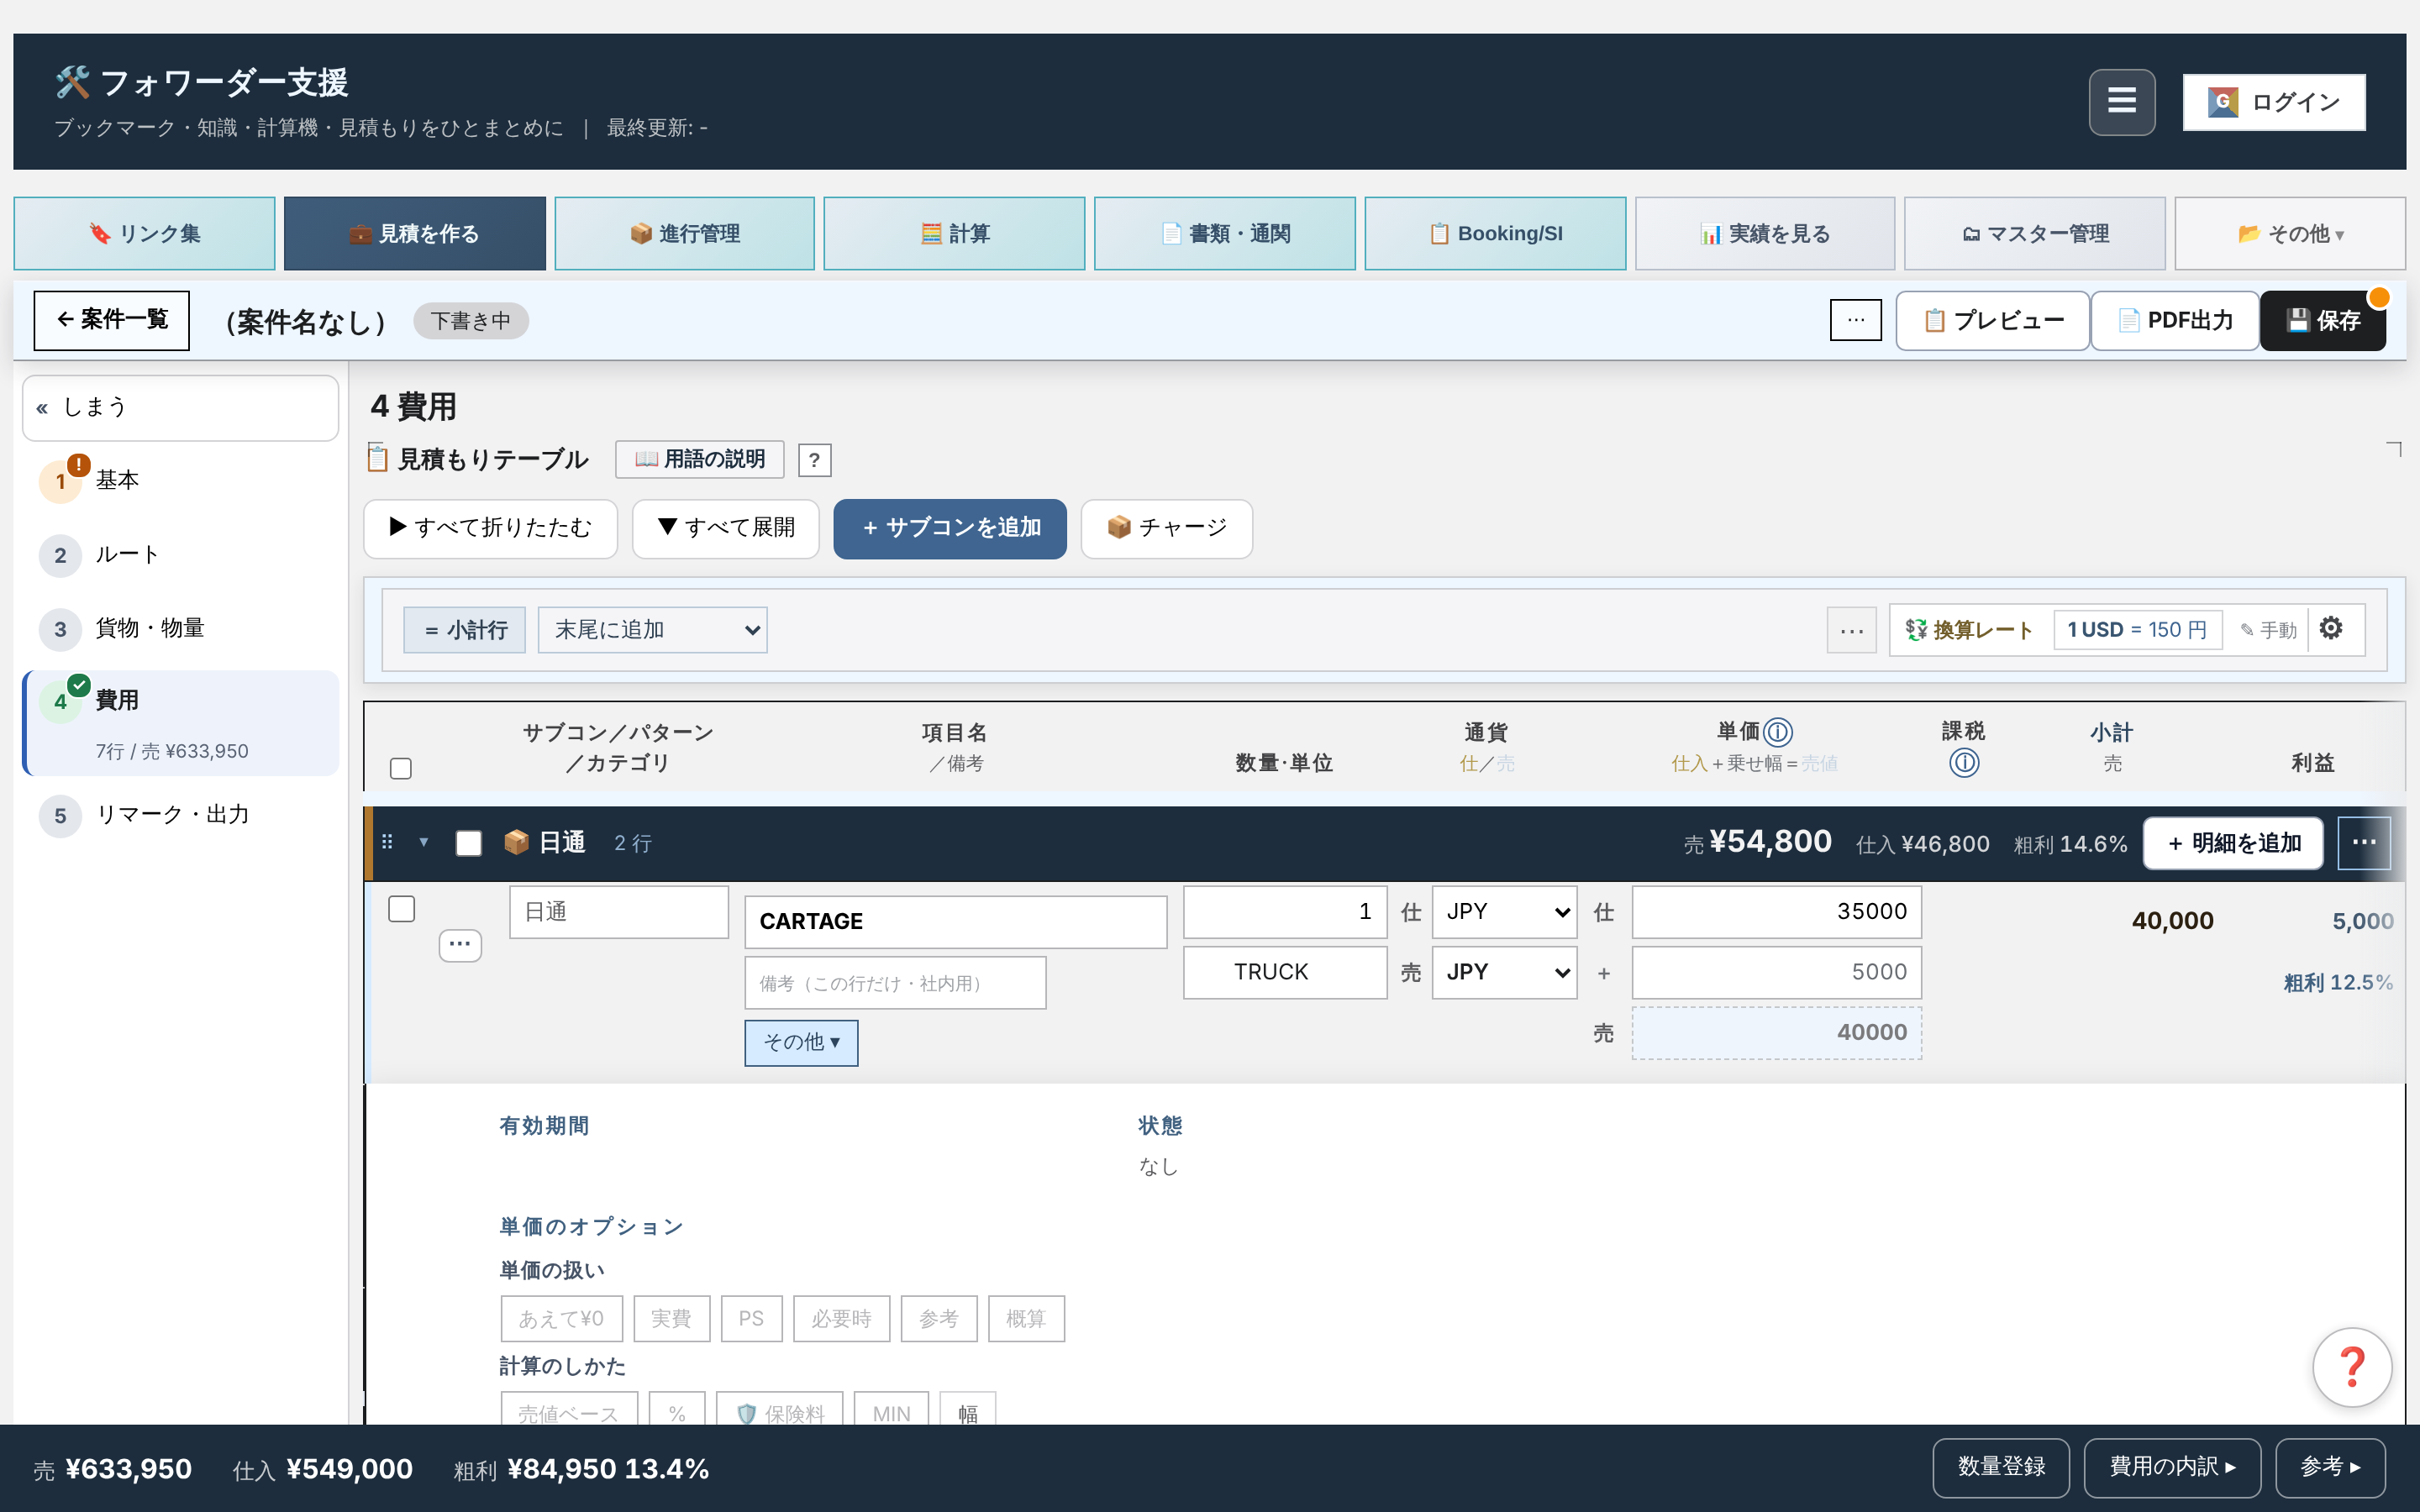 🛠️ フォワーダー支援
ブックマーク・知識・計算機・見積もりをひとまとめに ｜ 最終更新: -
☰
G ログイン
🔖 リンク集
💼 見積を作る
📦 進行管理
🧮 計算
📄 書類・通関
📋 Booking/SI
📊 実績を見る
🗂 マスター管理
📂 その他 ▾
← 案件一覧
（案件名なし）
下書き中
…
📋 プレビュー
📄 PDF出力
💾 保存
« しまう
1 ! 基本
2 ルート
3 貨物・物量
4 ✓ 費用
7行 / 売 ¥633,950
5 リマーク・出力
4 費用
📋 見積もりテーブル
📖 用語の説明
?
▶ すべて折りたたむ
▼ すべて展開
+ サブコンを追加
📦 チャージ
= 小計行
末尾に追加
…
💱 換算レート
1 USD = 150 円
✎ 手動
⚙
サブコン／パターン
／カテゴリ
項目名
／備考
数量·単位
通貨
仕／売
単価 ⓘ
仕入＋乗せ幅＝売値
課税
ⓘ
小計
売
利益
⠿ ▾ 📦 日通 2 行
売 ¥54,800 仕入 ¥46,800 粗利 14.6%
+ 明細を追加
…
…
日通
CARTAGE
備考（この行だけ・社内用）
その他 ▾
1
TRUCK
仕 JPY
売 JPY
仕 35000
+ 5000
売 40000
40,000
5,000
粗利 12.5%
有効期間
状態
なし
単価のオプション
単価の扱い
あえて¥0 実費 PS 必要時 参考 概算
計算のしかた
売値ベース % 🛡️ 保険料 MIN 幅
❓
売 ¥633,950 仕入 ¥549,000 粗利 ¥84,950 13.4%
数量登録
費用の内訳 ▸
参考 ▸